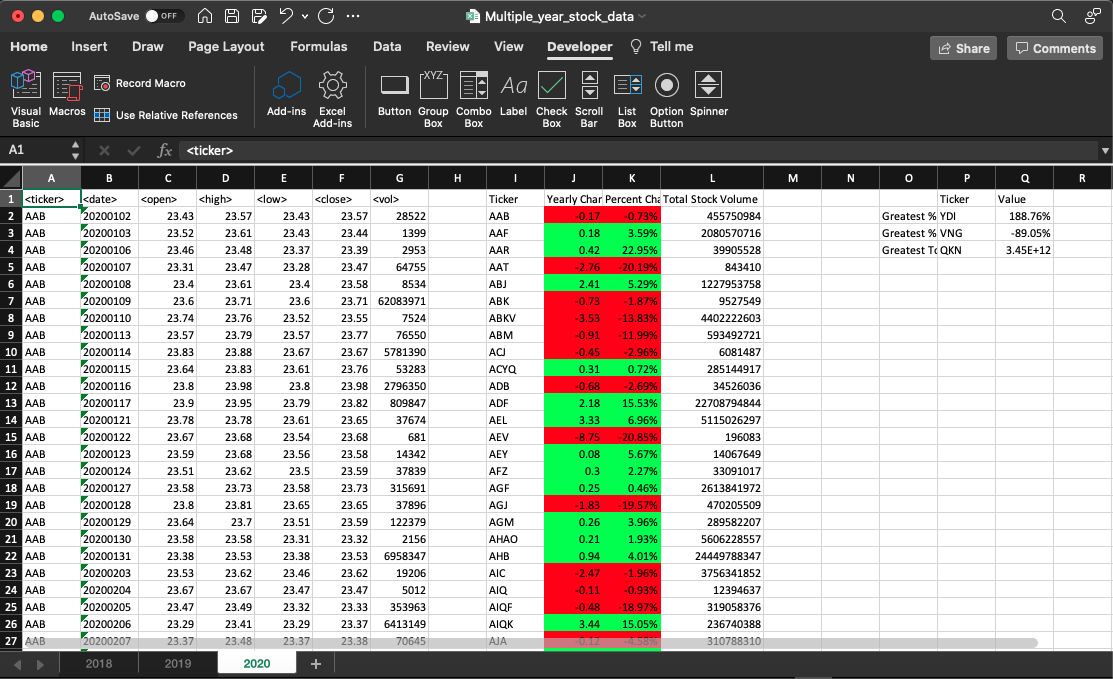 AutoSave OFF Multiple_year_stock_data
Home Insert Draw Page Layout Formulas Data Review View Developer Tell me Share Comments
Visual Basic Macros Record Macro Use Relative References Add-ins Excel Add-ins Button Group Box XYZ Combo Box Aa Label Check Box Scroll Bar List Box Option Button Spinner
A1 fx <ticker>
A B C D E F G H I J K L M N O P Q R
1 <ticker> <date> <open> <high> <low> <close> <vol> Ticker Yearly Char Percent Cha Total Stock Volume Ticker Value
2 AAB 20200102 23.43 23.57 23.43 23.57 28522 AAB -0.17 -0.73% 455750984 Greatest % YDI 188.76%
3 AAB 20200103 23.52 23.61 23.43 23.44 1399 AAF 0.18 3.59% 2080570716 Greatest % VNG -89.05%
4 AAB 20200106 23.46 23.48 23.37 23.39 2953 AAR 0.42 22.95% 39905528 Greatest To QKN 3.45E+12
5 AAB 20200107 23.31 23.47 23.28 23.47 64755 AAT -2.76 -20.19% 843410
6 AAB 20200108 23.4 23.61 23.4 23.58 8534 ABJ 2.41 5.29% 1227953758
7 AAB 20200109 23.6 23.71 23.6 23.71 62083971 ABK -0.73 -1.87% 9527549
8 AAB 20200110 23.74 23.76 23.52 23.55 7524 ABKV -3.53 -13.83% 4402222603
9 AAB 20200113 23.57 23.79 23.57 23.77 76550 ABM -0.91 -11.99% 593492721
10 AAB 20200114 23.83 23.88 23.67 23.67 5781390 ACJ -0.45 -2.96% 6081487
11 AAB 20200115 23.64 23.83 23.61 23.76 53283 ACYQ 0.31 0.72% 285144917
12 AAB 20200116 23.8 23.98 23.8 23.98 2796350 ADB -0.68 -2.69% 34526036
13 AAB 20200117 23.9 23.95 23.79 23.82 809847 ADF 2.18 15.53% 22708794844
14 AAB 20200121 23.78 23.78 23.61 23.65 37674 AEL 3.33 6.96% 5115026297
15 AAB 20200122 23.67 23.68 23.54 23.68 681 AEV -8.75 -20.85% 196083
16 AAB 20200123 23.59 23.68 23.56 23.58 14342 AEY 0.08 5.67% 14067649
17 AAB 20200124 23.51 23.62 23.5 23.59 37839 AFZ 0.3 2.27% 33091017
18 AAB 20200127 23.58 23.73 23.58 23.73 315691 AGF 0.25 0.46% 2613841972
19 AAB 20200128 23.8 23.81 23.65 23.65 37896 AGJ -1.83 -19.57% 470205509
20 AAB 20200129 23.64 23.7 23.51 23.59 122379 AGM 0.26 3.96% 289582207
21 AAB 20200130 23.58 23.58 23.31 23.32 2156 AHAO 0.21 1.93% 5606228557
22 AAB 20200131 23.38 23.53 23.38 23.53 6958347 AHB 0.94 4.01% 24449788347
23 AAB 20200203 23.53 23.62 23.46 23.62 19206 AIC -2.47 -1.96% 3756341852
24 AAB 20200204 23.67 23.67 23.47 23.47 5012 AIQ -0.11 -0.93% 12394637
25 AAB 20200205 23.47 23.49 23.32 23.33 353963 AIQF -0.48 -18.97% 319058376
26 AAB 20200206 23.29 23.41 23.29 23.37 6413149 AIQK 3.44 15.05% 236740388
27 AAB 20200207 23.37 23.48 23.37 23.38 70645 AJA -0.12 -4.58% 310788310
2018 2019 2020